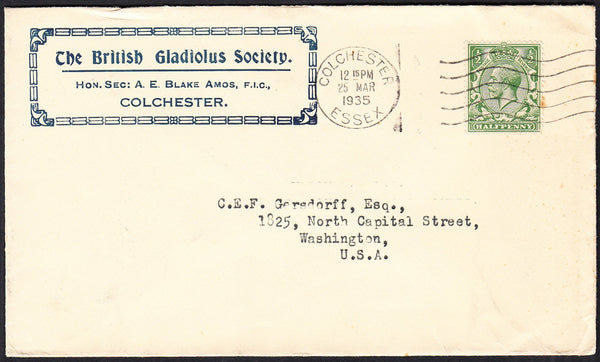 The British Gladiolus Society.
Hon. Sec: A. E. Blake Amos, F.I.C.,
COLCHESTER.
COLCHESTER
12 15 PM
25 MAR
1935
ESSEX
HALFPENNY
C.E.F. Gersdorff, Esq.,
1825, North Capital Street,
Washington,
U.S.A.